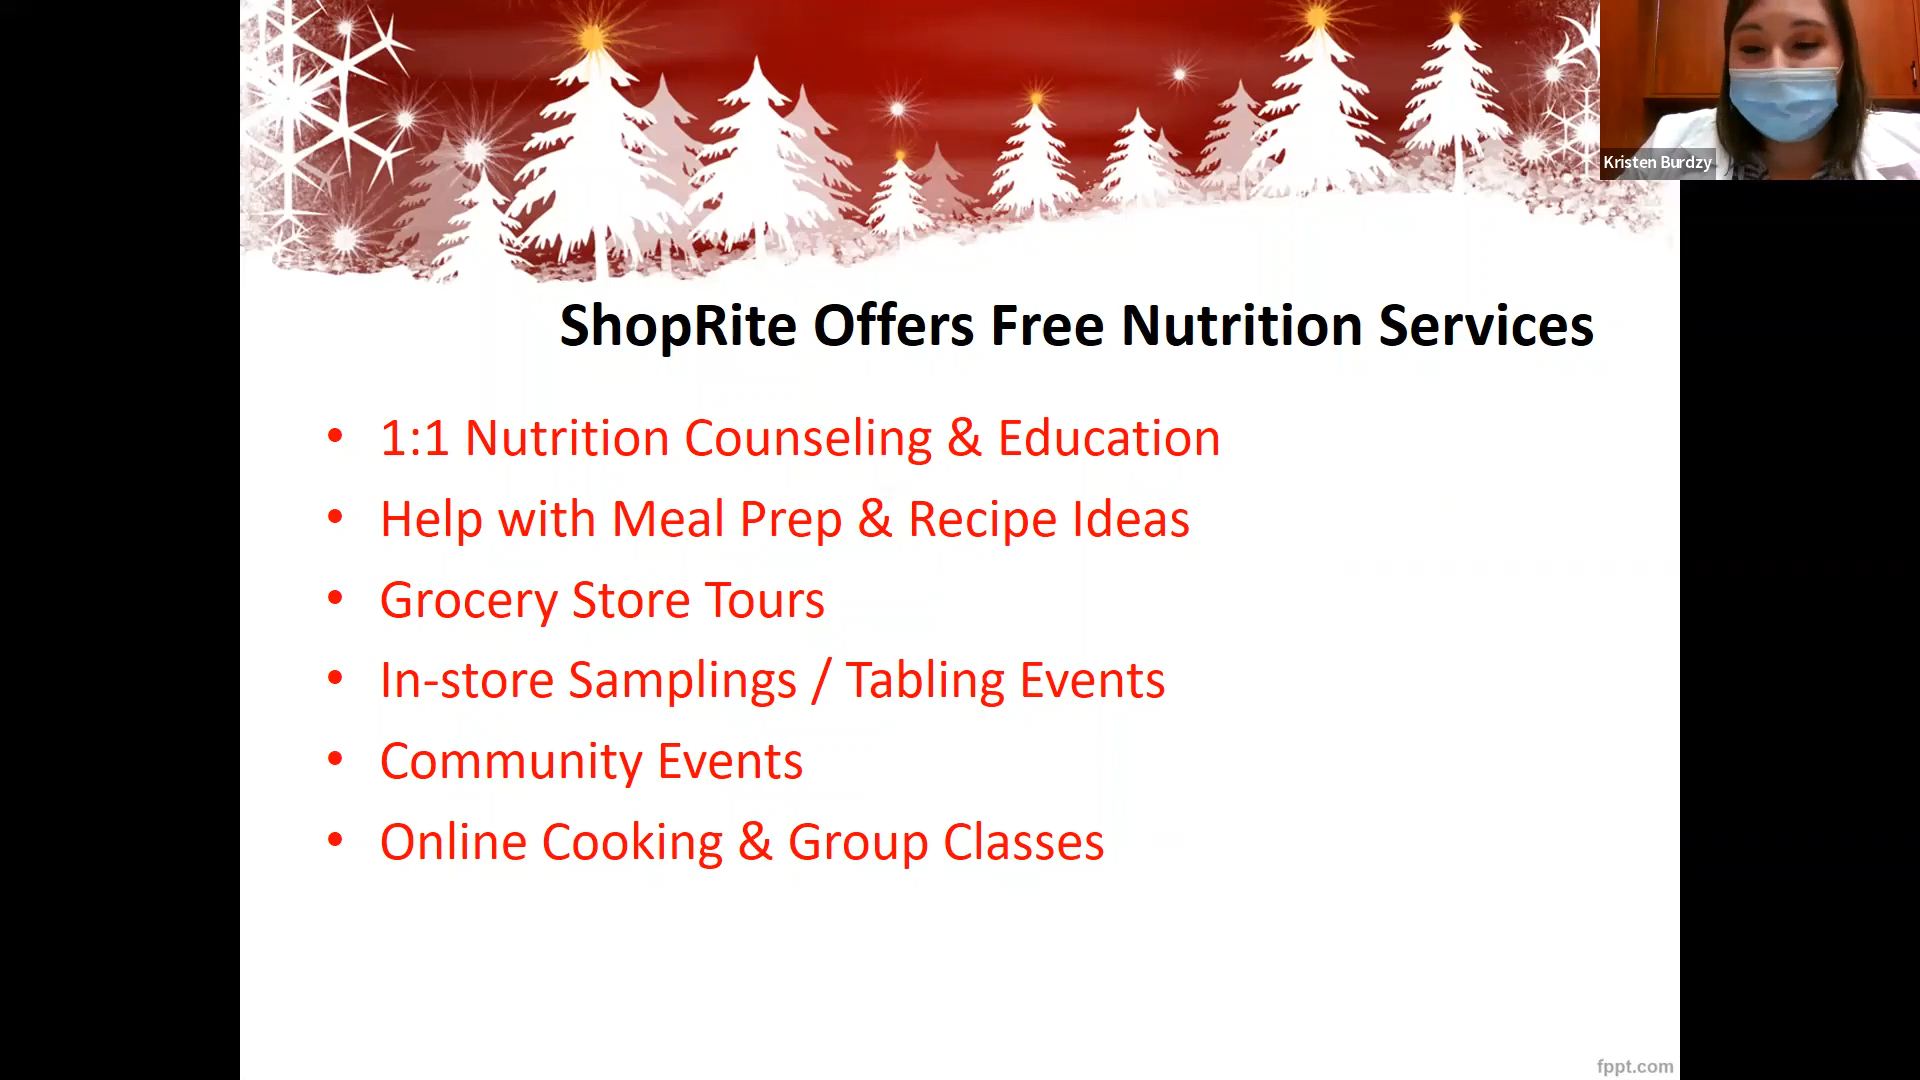 Kristen Burdzy
ShopRite Offers Free Nutrition Services
• 1:1 Nutrition Counseling & Education
• Help with Meal Prep & Recipe Ideas
• Grocery Store Tours
• In-store Samplings / Tabling Events
• Community Events
• Online Cooking & Group Classes
fppt.com